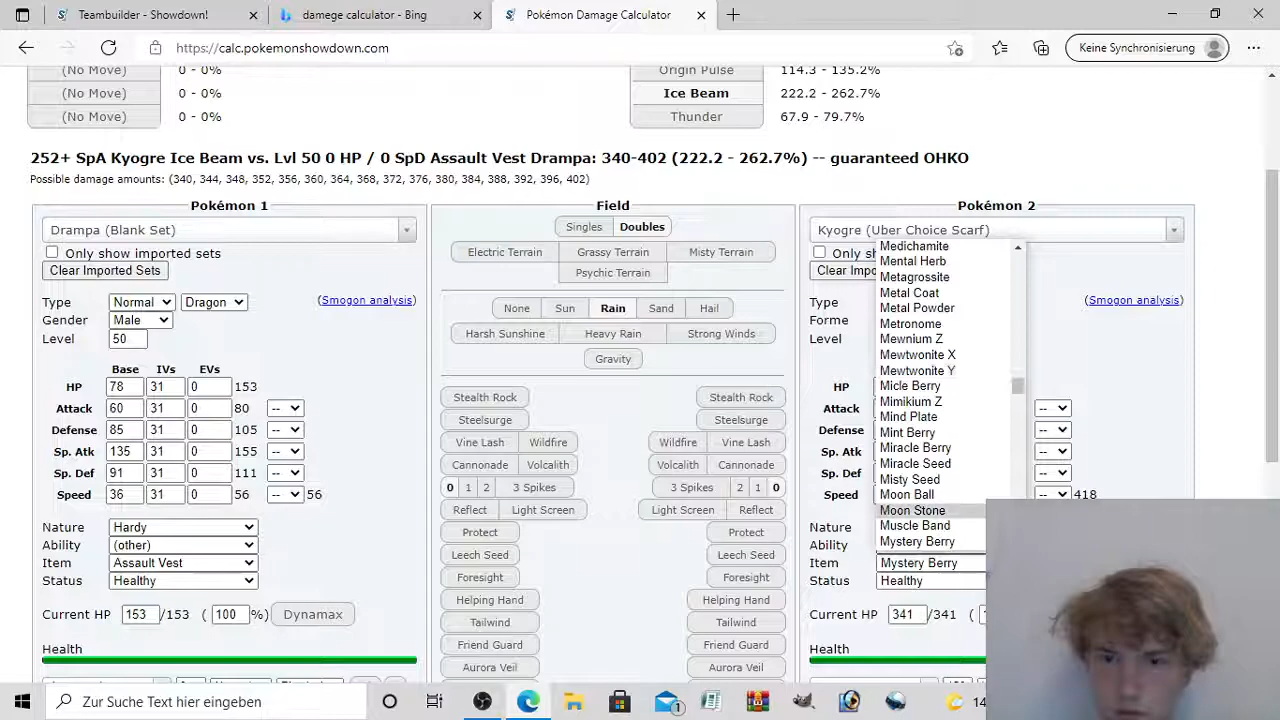 Teambuilder - Showdown! damege calculator - Bing Pokémon Damage Calculator
https://calc.pokemonshowdown.com Keine Synchronisierung
(No Move) 0 - 0% Origin Pulse 114.3 - 135.2%
(No Move) 0 - 0% Ice Beam 222.2 - 262.7%
(No Move) 0 - 0% Thunder 67.9 - 79.7%
252+ SpA Kyogre Ice Beam vs. Lvl 50 0 HP / 0 SpD Assault Vest Drampa: 340-402 (222.2 - 262.7%) -- guaranteed OHKO
Possible damage amounts: (340, 344, 348, 352, 356, 360, 364, 368, 372, 376, 380, 384, 388, 392, 396, 402)
Pokémon 1
Drampa (Blank Set)
Only show imported sets
Clear Imported Sets
Type Normal Dragon (Smogon analysis)
Gender Male
Level 50
Base IVs EVs
HP 78 31 0 153
Attack 60 31 0 80 --
Defense 85 31 0 105 --
Sp. Atk 135 31 0 155 --
Sp. Def 91 31 0 111 --
Speed 36 31 0 56 -- 56
Nature Hardy
Ability (other)
Item Assault Vest
Status Healthy
Current HP 153 /153 ( 100 %) Dynamax
Health
Field
Singles Doubles
Electric Terrain Grassy Terrain Misty Terrain
Psychic Terrain
None Sun Rain Sand Hail
Harsh Sunshine Heavy Rain Strong Winds
Gravity
Stealth Rock Stealth Rock
Steelsurge Steelsurge
Vine Lash Wildfire Wildfire Vine Lash
Cannonade Volcalith Volcalith Cannonade
0 1 2 3 Spikes 3 Spikes 2 1 0
Reflect Light Screen Light Screen Reflect
Protect Protect
Leech Seed Leech Seed
Foresight Foresight
Helping Hand Helping Hand
Tailwind Tailwind
Friend Guard Friend Guard
Aurora Veil Aurora Veil
Pokémon 2
Kyogre (Uber Choice Scarf)
Only sh
Clear Impo
Type (Smogon analysis)
Forme
Level
HP
Attack --
Defense --
Sp. Atk --
Sp. Def --
Speed -- 418
Nature
Ability
Item Mystery Berry
Status Healthy
Current HP 341 /341 (
Health
Medichamite
Mental Herb
Metagrossite
Metal Coat
Metal Powder
Metronome
Mewnium Z
Mewtwonite X
Mewtwonite Y
Micle Berry
Mimikium Z
Mind Plate
Mint Berry
Miracle Berry
Miracle Seed
Misty Seed
Moon Ball
Moon Stone
Muscle Band
Mystery Berry
Zur Suche Text hier eingeben 1 14